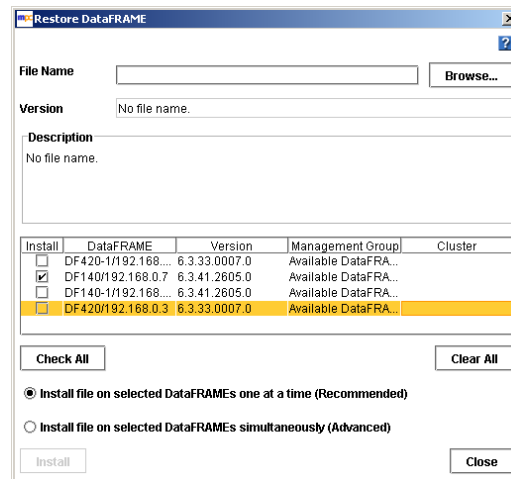 mpc Restore DataFRAME
?
File Name Browse...
Version No file name.
Description
No file name.
Install DataFRAME Version Management Group Cluster
DF420-1/192.168.... 6.3.33.0007.0 Available DataFRA...
DF140/192.168.0.7 6.3.41.2605.0 Available DataFRA...
DF140-1/192.168.... 6.3.41.2605.0 Available DataFRA...
DF420/192.168.0.3 6.3.33.0007.0 Available DataFRA...
Check All Clear All
Install file on selected DataFRAMEs one at a time (Recommended)
Install file on selected DataFRAMEs simultaneously (Advanced)
Install Close